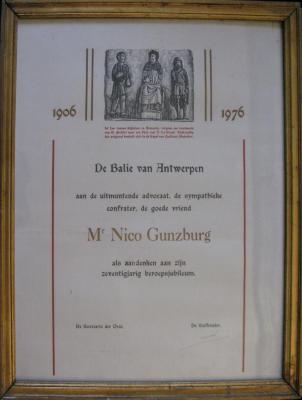 1906
1976
De Balie van Antwerpen
aan de uitmuntende advocaat, de sympathieke
confrater, de goede vriend
Mr Nico Gunzburg
als aandenken aan zijn
zeventigjarig beroepsjubileum.
De Secretaris der Orde,
De Stafhouder,